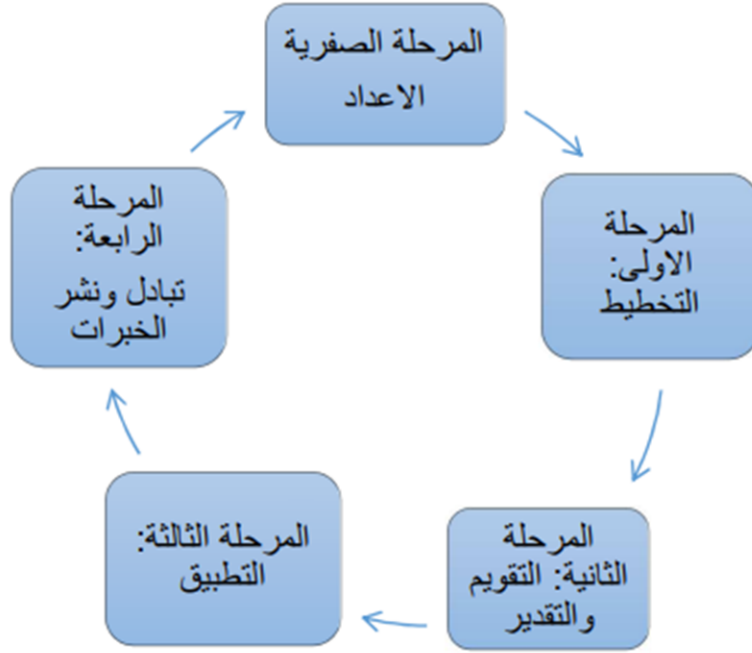 المرحلة الصفرية
الاعداد
المرحلة
الاولى:
التخطيط
المرحلة
الثانية: التقويم
والتقدير
المرحلة الثالثة:
التطبيق
المرحلة
الرابعة:
تبادل ونشر
الخبرات